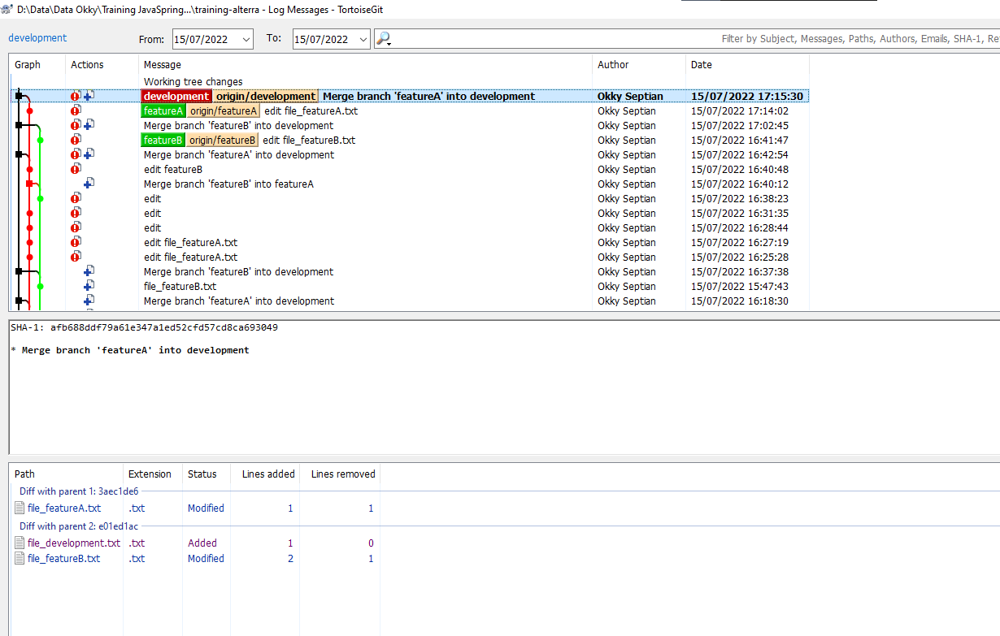 D:\Data\Data Okky\Training JavaSpring...\training-alterra - Log Messages - TortoiseGit
development From: 15/07/2022 To: 15/07/2022 Filter by Subject, Messages, Paths, Authors, Emails, SHA-1, Re
Graph Actions Message Author Date
Working tree changes
development origin/development Merge branch 'featureA' into development Okky Septian 15/07/2022 17:15:30
featureA origin/featureA edit file_featureA.txt Okky Septian 15/07/2022 17:14:02
Merge branch 'featureB' into development Okky Septian 15/07/2022 17:02:45
featureB origin/featureB edit file_featureB.txt Okky Septian 15/07/2022 16:41:47
Merge branch 'featureA' into development Okky Septian 15/07/2022 16:42:54
edit featureB Okky Septian 15/07/2022 16:40:48
Merge branch 'featureB' into featureA Okky Septian 15/07/2022 16:40:12
edit Okky Septian 15/07/2022 16:38:23
edit Okky Septian 15/07/2022 16:31:35
edit Okky Septian 15/07/2022 16:28:44
edit file_featureA.txt Okky Septian 15/07/2022 16:27:19
edit file_featureA.txt Okky Septian 15/07/2022 16:25:28
Merge branch 'featureB' into development Okky Septian 15/07/2022 16:37:38
file_featureB.txt Okky Septian 15/07/2022 15:47:43
Merge branch 'featureA' into development Okky Septian 15/07/2022 16:18:30
SHA-1: afb688ddf79a61e347a1ed52cfd57cd8ca693049
* Merge branch 'featureA' into development
Path Extension Status Lines added Lines removed
Diff with parent 1: 3aec1de6
file_featureA.txt .txt Modified 1 1
Diff with parent 2: e01ed1ac
file_development.txt .txt Added 1 0
file_featureB.txt .txt Modified 2 1